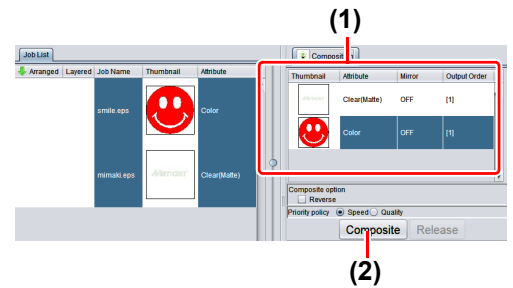 (1)
Job List
Composition
Arranged Layered Job Name Thumbnail Attribute
Thumbnail Attribute Mirror Output Order
smile.eps Color
Clear(Matte) OFF [1]
Color OFF [1]
mimaki.eps Mimaki Clear(Matte)
Composite option
Reverse
Priority policy Speed Quality
Composite Release
(2)